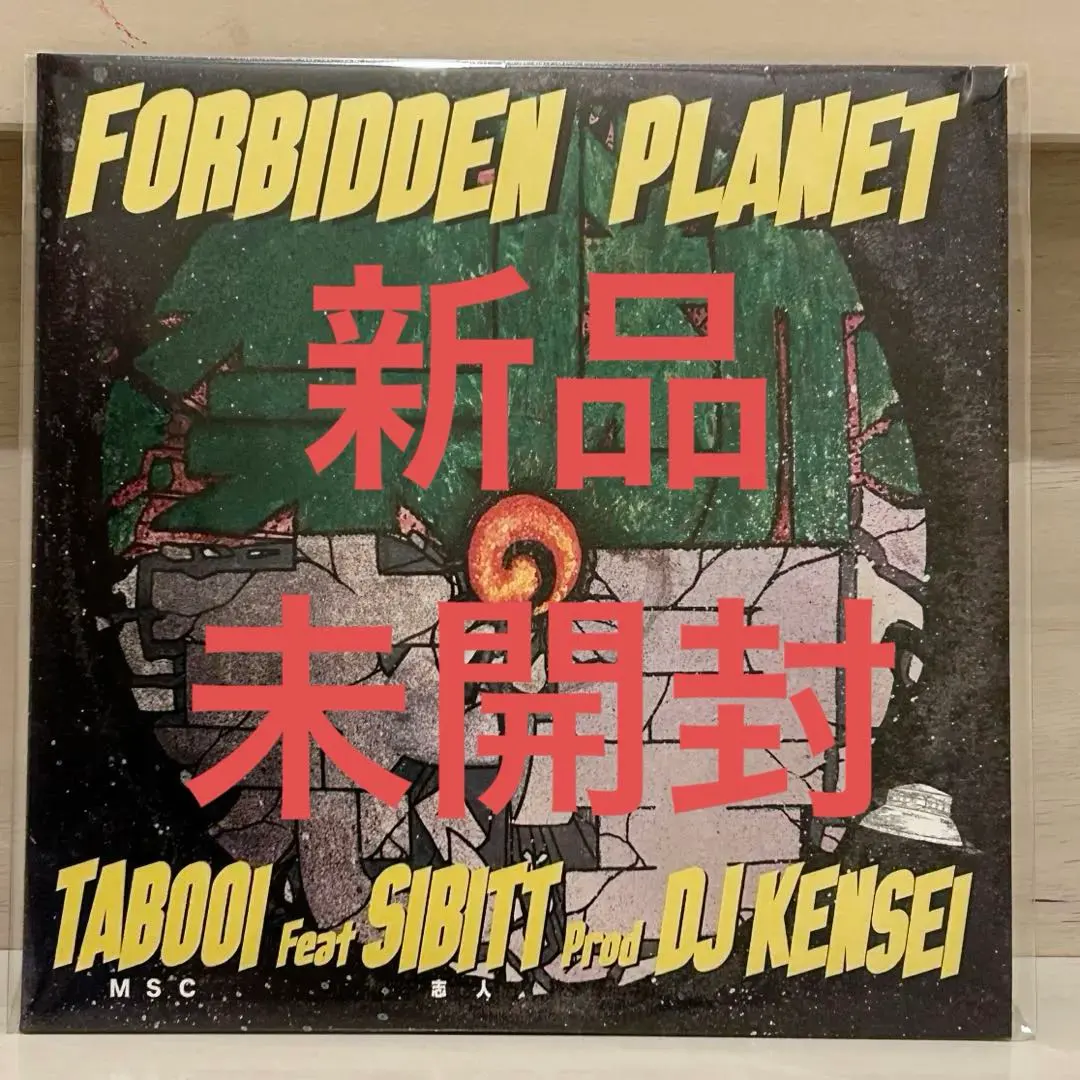 FORBIDDEN PLANET
新品
未開封
TABOO1 Feat SIBITT Prod DJ KENSEI
MSC 志人